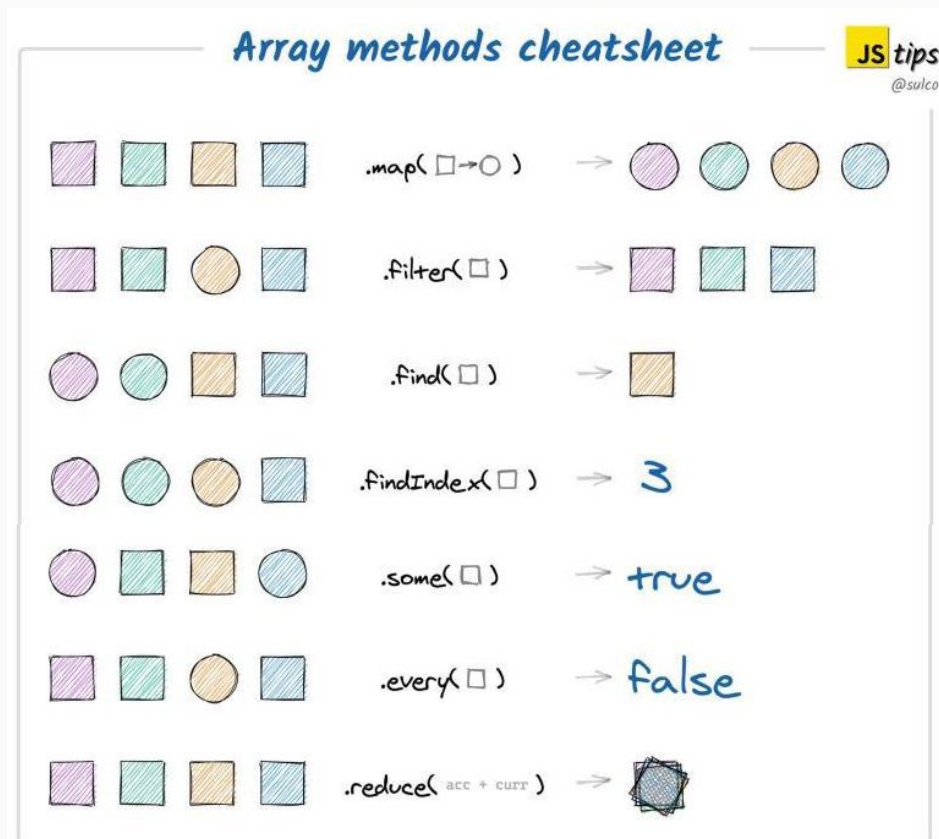 Array methods cheatsheet
JS tips
@sulco
.map( □→○ )
.filter( □ )
.find( □ )
.findIndex( □ )
3
.some( □ )
true
.every( □ )
false
.reduce( acc + curr )